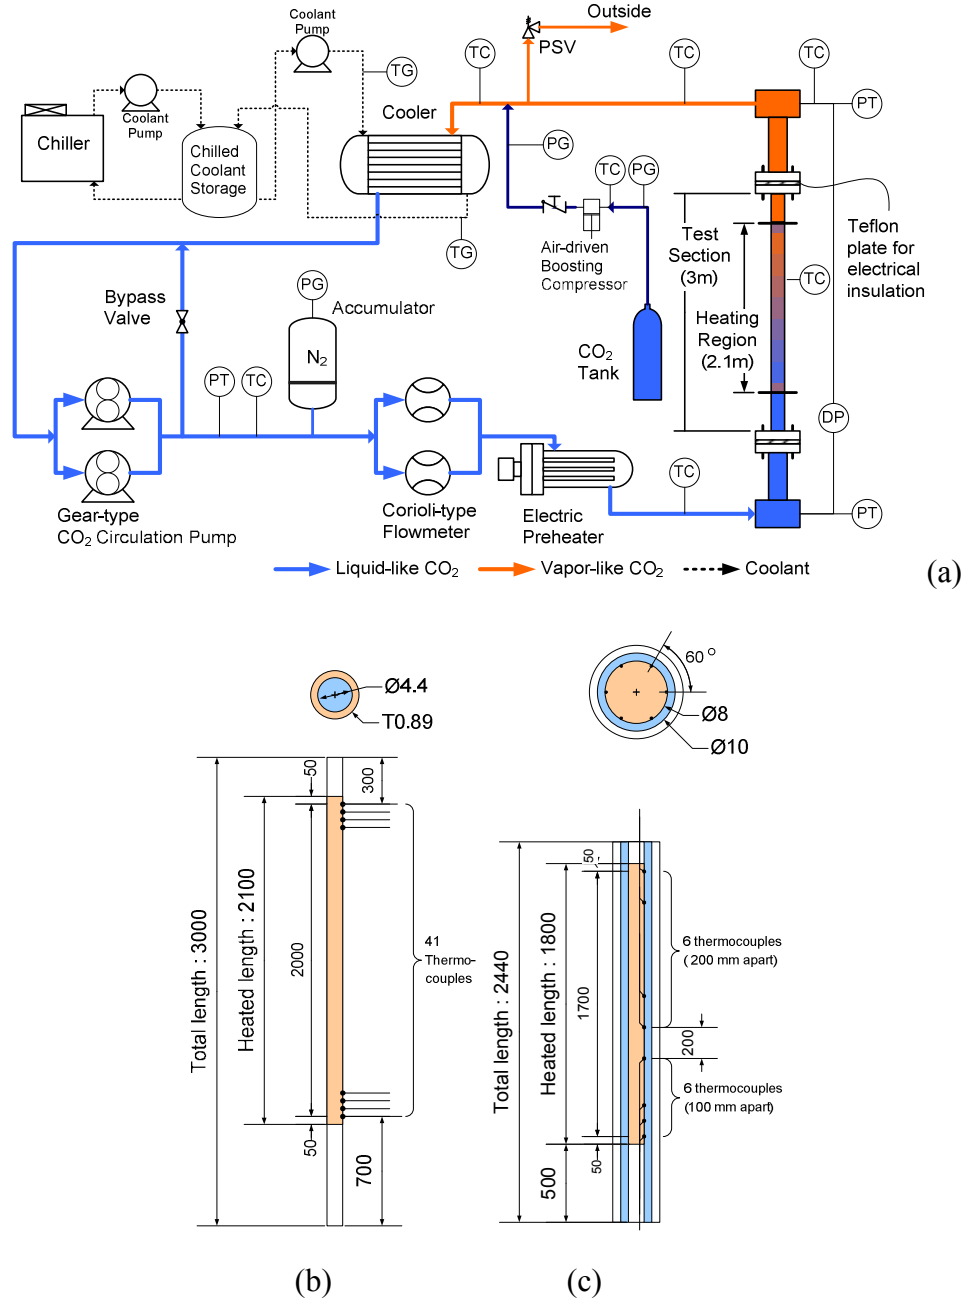 Coolant
Pump
Outside
PSV
TC
TC
TC
TG
PT
Coolant
Pump
Cooler
Chiller
Chilled
Coolant
Storage
PG
TC
PG
TG
Air-driven
Boosting
Compressor
Test
Section
(3m)
TC
Teflon
plate for
electrical
insulation
Bypass
Valve
PG
Accumulator
N2
Heating
Region
(2.1m)
CO2
Tank
PT
TC
DP
TC
PT
Gear-type
CO2 Circulation Pump
Corioli-type
Flowmeter
Electric
Preheater
Liquid-like CO2
Vapor-like CO2
Coolant
(a)
Ø4.4
T0.89
60°
Ø8
Ø10
50
300
Total length : 3000
Heated length : 2100
2000
41
Thermo-
couples
50
700
50
Total length : 2440
Heated length : 1800
1700
6 thermocouples
(200 mm apart)
200
6 thermocouples
(100 mm apart)
50
500
(b)
(c)